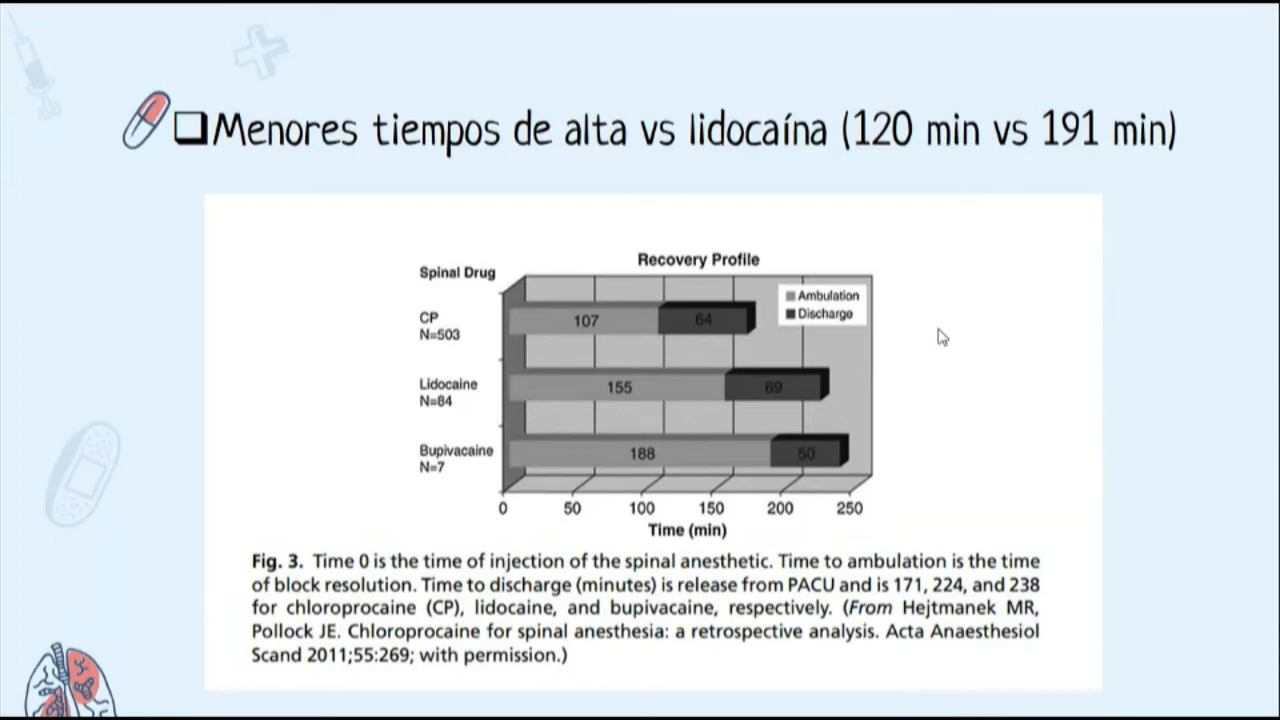 ❑Menores tiempos de alta vs lidocaína (120 min vs 191 min)
Recovery Profile
Spinal Drug
Ambulation
Discharge
CP
N=503
107
64
Lidocaine
N=84
155
69
Bupivacaine
N=7
188
50
0 50 100 150 200 250
Time (min)
Fig. 3. Time 0 is the time of injection of the spinal anesthetic. Time to ambulation is the time
of block resolution. Time to discharge (minutes) is release from PACU and is 171, 224, and 238
for chloroprocaine (CP), lidocaine, and bupivacaine, respectively. (From Hejtmanek MR,
Pollock JE. Chloroprocaine for spinal anesthesia: a retrospective analysis. Acta Anaesthesiol
Scand 2011;55:269; with permission.)